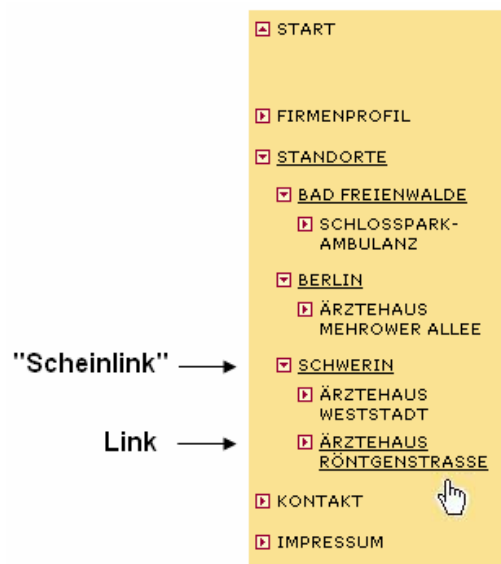 START
FIRMENPROFIL
STANDORTE
BAD FREIENWALDE
SCHLOSSPARK-
AMBULANZ
BERLIN
ÄRZTEHAUS
MEHROWER ALLEE
"Scheinlink"
SCHWERIN
ÄRZTEHAUS
WESTSTADT
Link
ÄRZTEHAUS
RÖNTGENSTRASSE
KONTAKT
IMPRESSUM